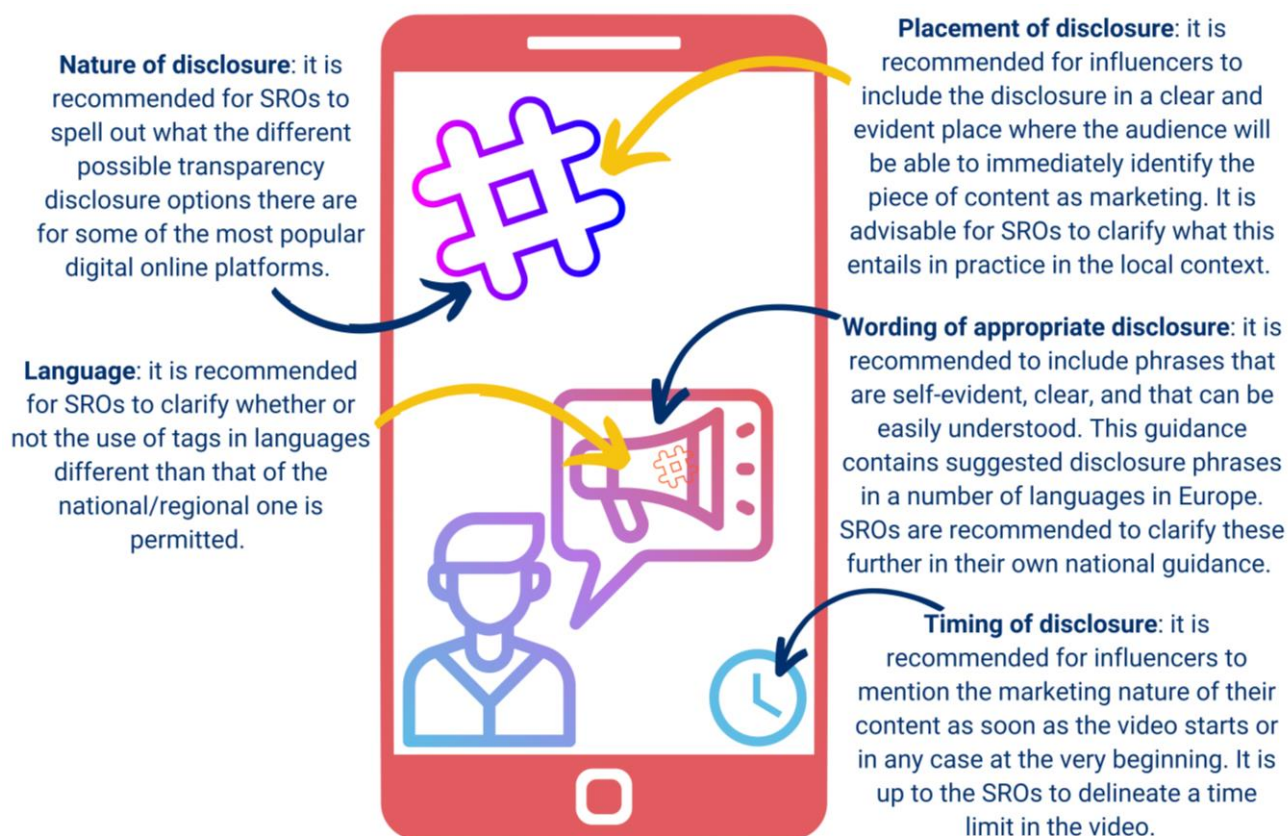 Nature of disclosure: it is
recommended for SROs to
spell out what the different
possible transparency
disclosure options there are
for some of the most popular
digital online platforms.
Language: it is recommended
for SROs to clarify whether or
not the use of tags in languages
different than that of the
national/regional one is
permitted.
Placement of disclosure: it is
recommended for influencers to
include the disclosure in a clear and
evident place where the audience will
be able to immediately identify the
piece of content as marketing. It is
advisable for SROs to clarify what this
entails in practice in the local context.
Wording of appropriate disclosure: it is
recommended to include phrases that
are self-evident, clear, and that can be
easily understood. This guidance
contains suggested disclosure phrases
in a number of languages in Europe.
SROs are recommended to clarify these
further in their own national guidance.
Timing of disclosure: it is
recommended for influencers to
mention the marketing nature of their
content as soon as the video starts or
in any case at the very beginning. It is
up to the SROs to delineate a time
limit in the video.